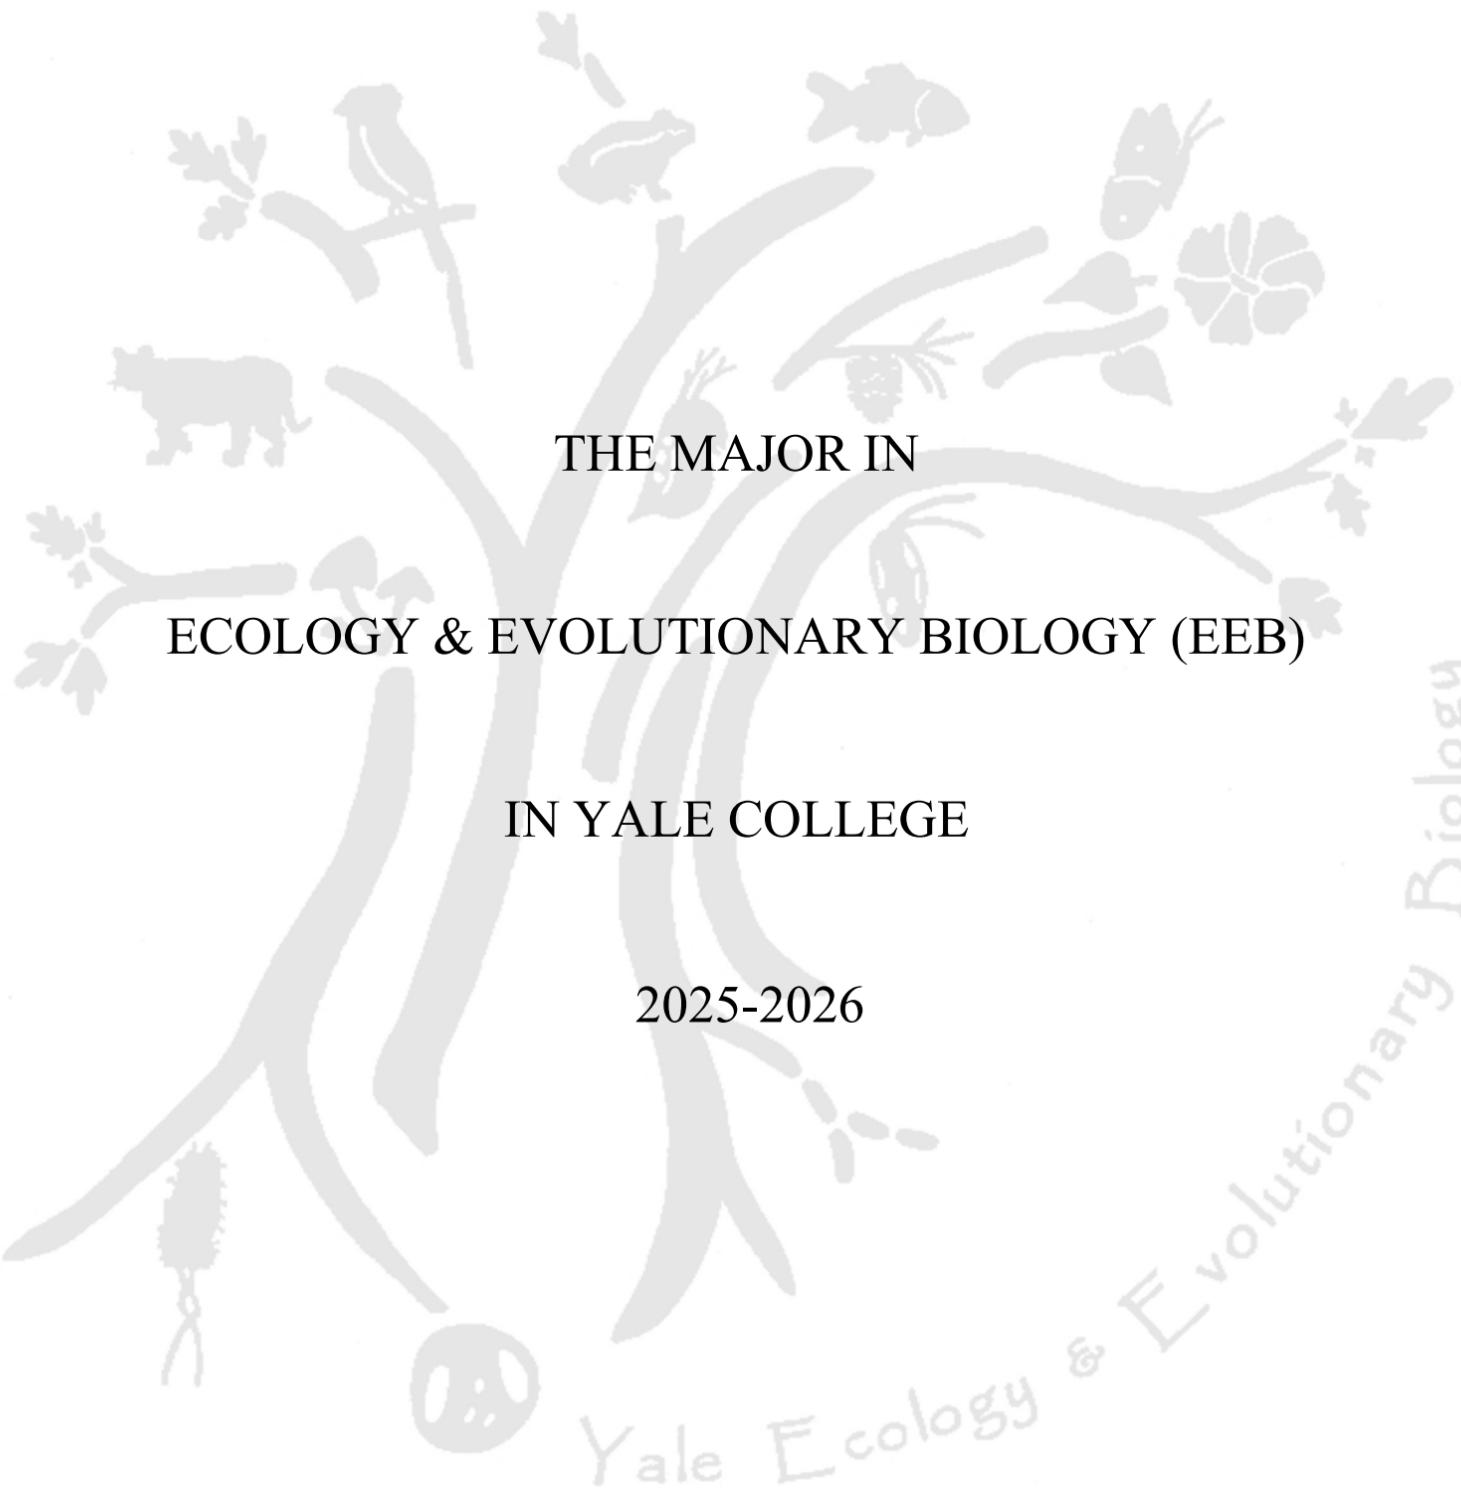 THE MAJOR IN
ECOLOGY & EVOLUTIONARY BIOLOGY (EEB)
IN YALE COLLEGE
2025-2026
Yale Ecology & Evolutionary Biology